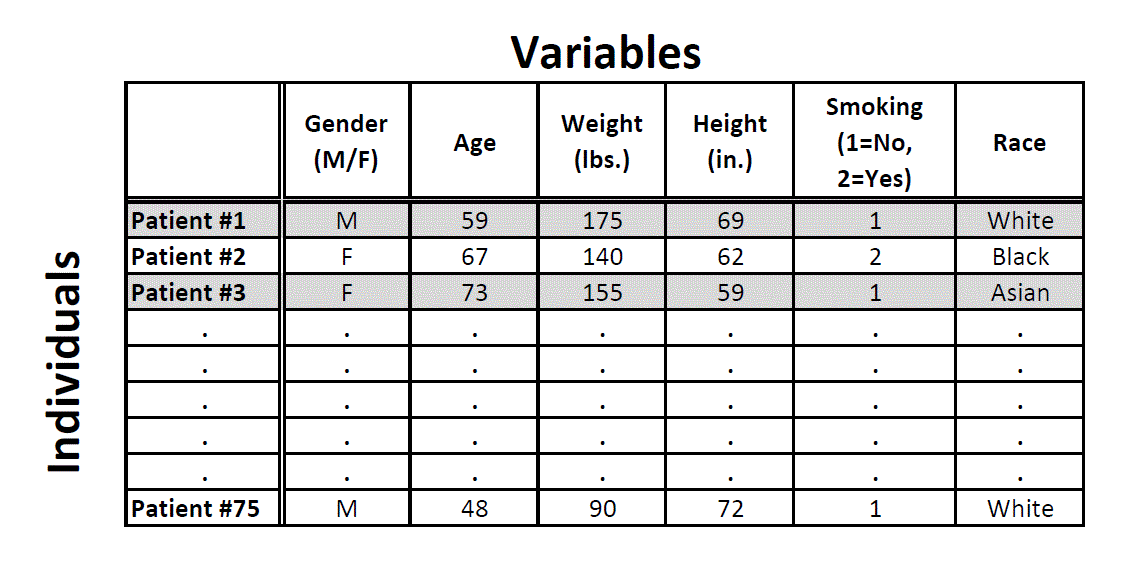 Variables
Gender (M/F) Age Weight (lbs.) Height (in.) Smoking (1=No, 2=Yes) Race
Individuals
Patient #1 M 59 175 69 1 White
Patient #2 F 67 140 62 2 Black
Patient #3 F 73 155 59 1 Asian
. . . . . . .
. . . . . . .
. . . . . . .
. . . . . . .
. . . . . . .
Patient #75 M 48 90 72 1 White